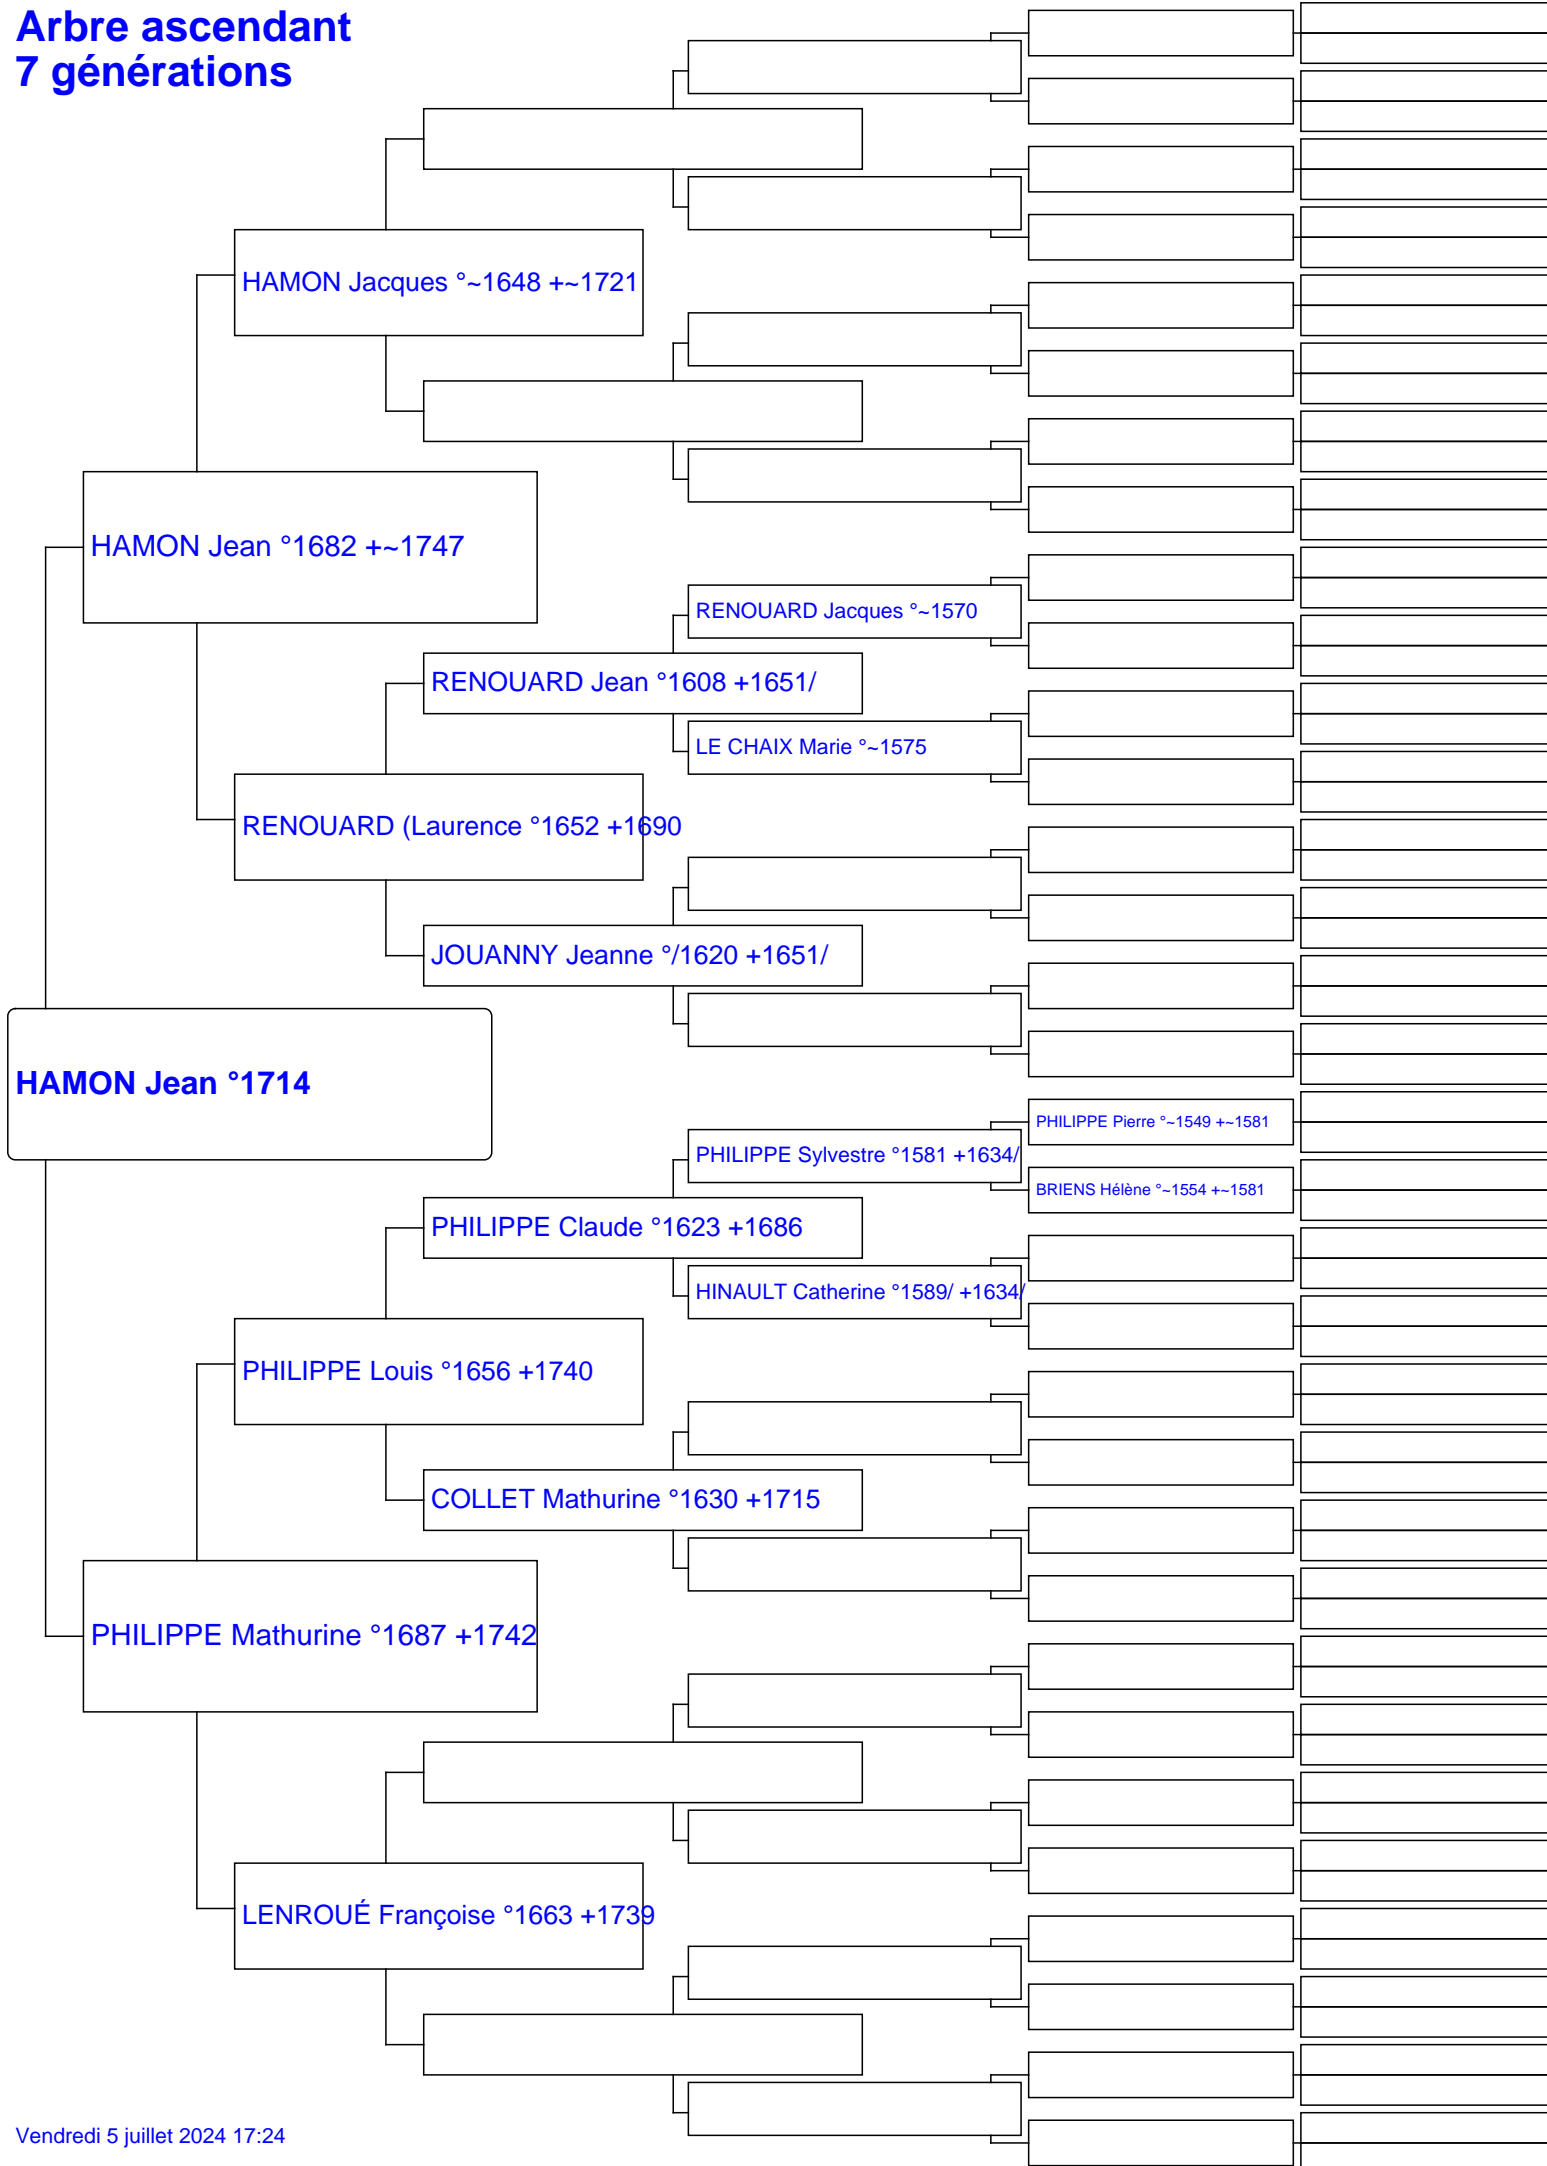 Arbre ascendant
7 générations
HAMON Jacques °~1648 +~1721
HAMON Jean °1682 +~1747
RENOUARD Jacques °~1570
RENOUARD Jean °1608 +1651/
LE CHAIX Marie °~1575
RENOUARD (Laurence °1652 +1690
JOUANNY Jeanne °/1620 +1651/
HAMON Jean °1714
PHILIPPE Pierre °~1549 +~1581
PHILIPPE Sylvestre °1581 +1634/
BRIENS Hélène °~1554 +~1581
PHILIPPE Claude °1623 +1686
HINAULT Catherine °1589/ +1634/
PHILIPPE Louis °1656 +1740
COLLET Mathurine °1630 +1715
PHILIPPE Mathurine °1687 +1742
LENROUÉ Françoise °1663 +1739
Vendredi 5 juillet 2024 17:24